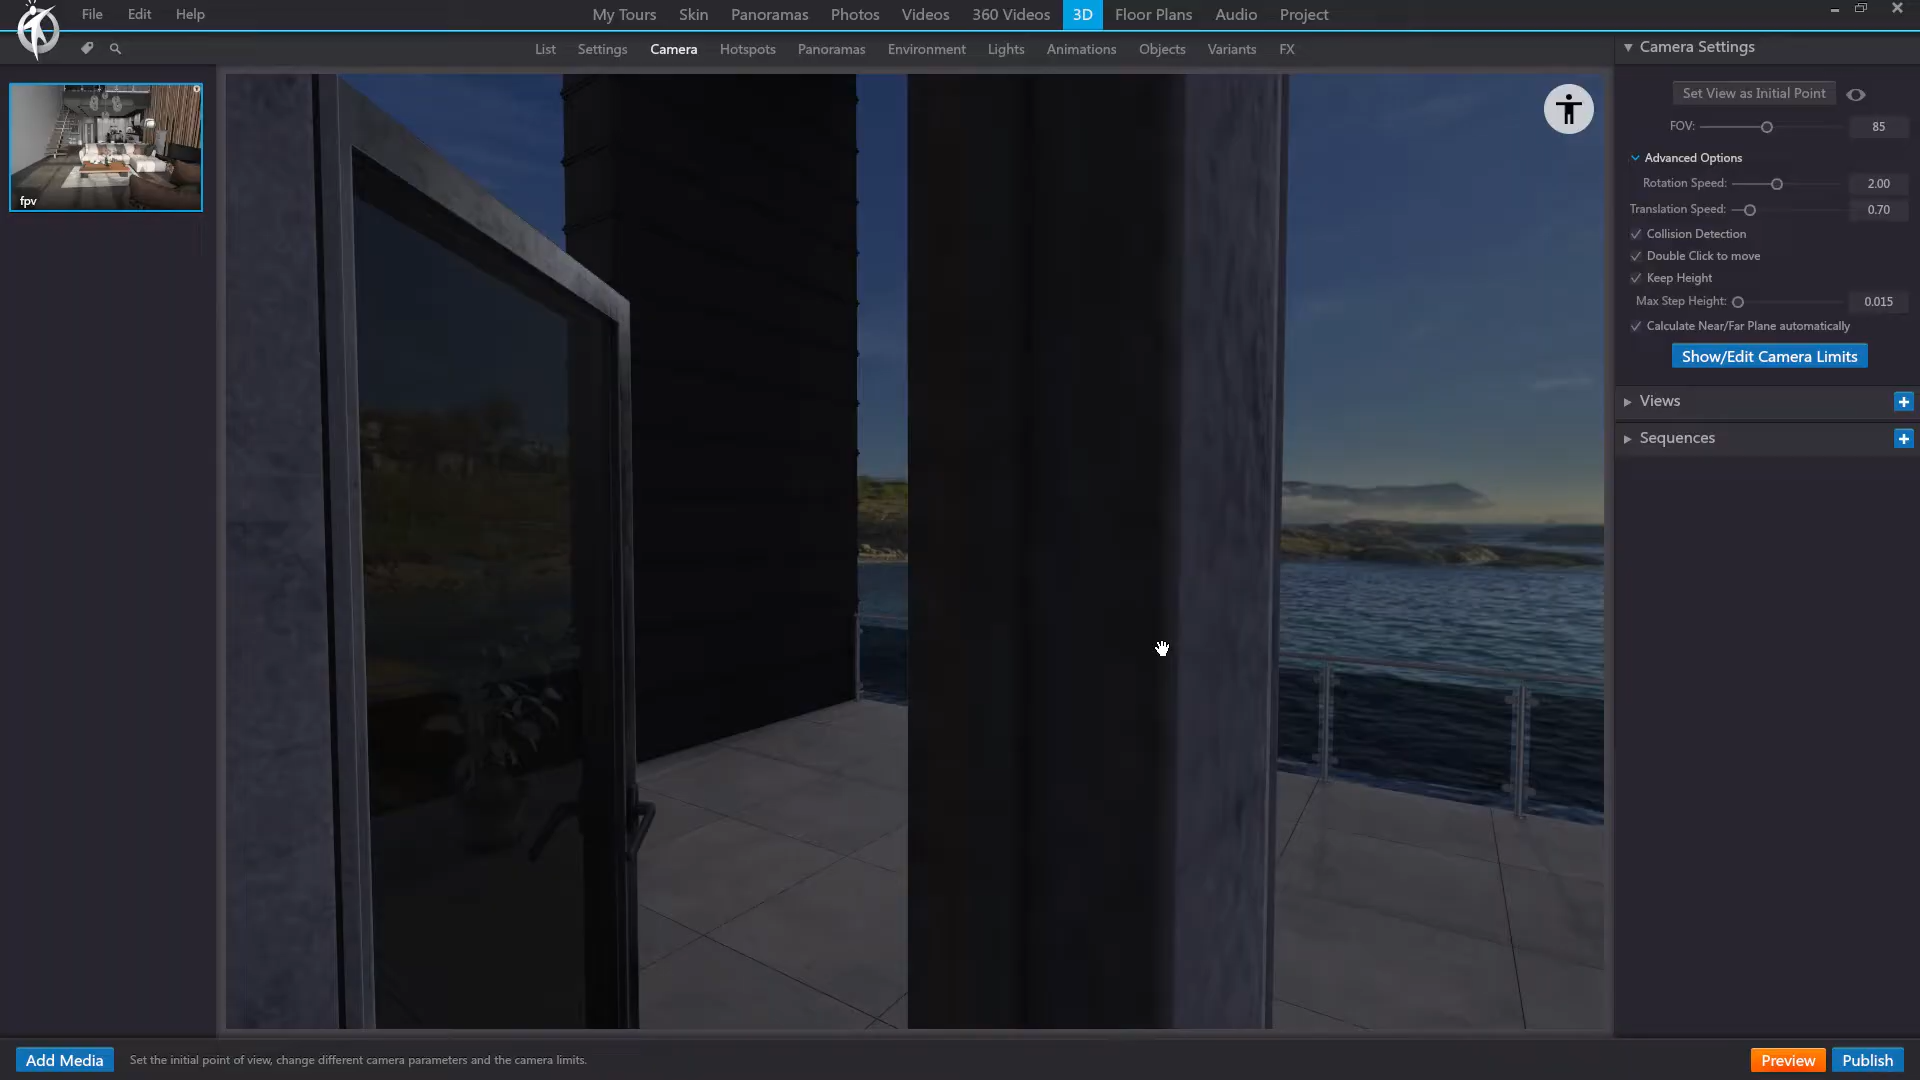 File Edit Help
My Tours Skin Panoramas Photos Videos 360 Videos 3D Floor Plans Audio Project
List Settings Camera Hotspots Panoramas Environment Lights Animations Objects Variants FX
fpv
Camera Settings
Set View as Initial Point
FOV: 85
Advanced Options
Rotation Speed: 2.00
Translation Speed: 0.70
Collision Detection
Double Click to move
Keep Height
Max Step Height: 0.015
Calculate Near/Far Plane automatically
Show/Edit Camera Limits
Views
Sequences
Add Media
Set the initial point of view, change different camera parameters and the camera limits.
Preview
Publish